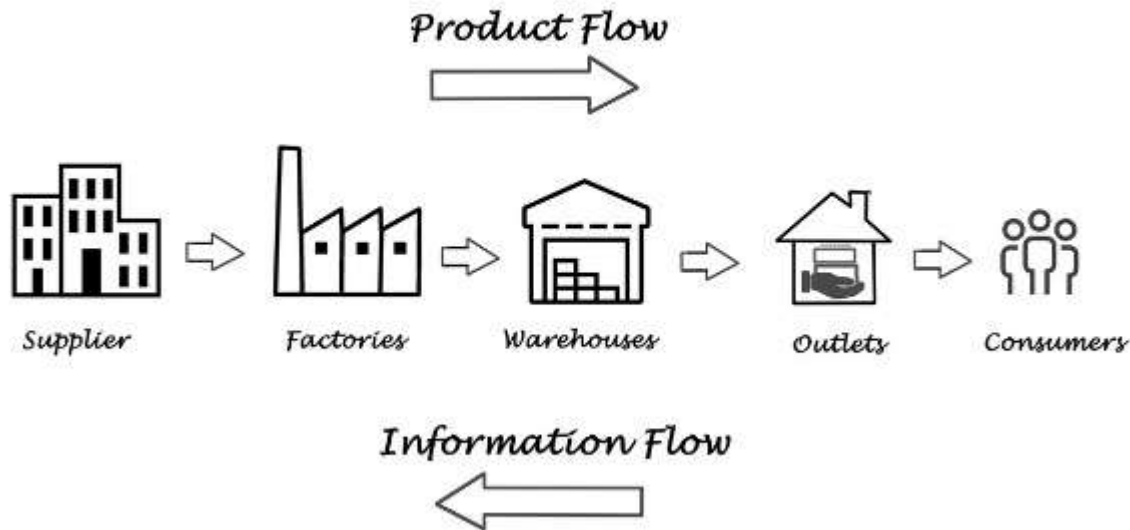 Product Flow
Supplier
Factories
Warehouses
Outlets
Consumers
Information Flow